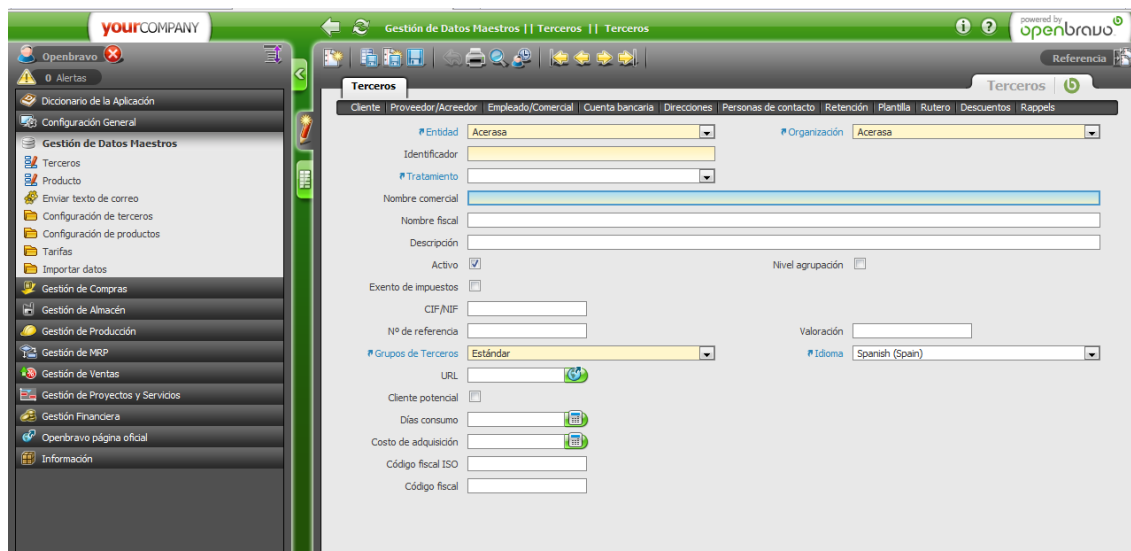 yourCOMPANY
Gestión de Datos Maestros || Terceros || Terceros
powered by
openbravo
Openbravo
Referencia
0 Alertas
Terceros
Terceros
Diccionario de la Aplicación
Cliente Proveedor/Acreedor Empleado/Comercial Cuenta bancaria Direcciones Personas de contacto Retención Plantilla Rutero Descuentos Rappels
Configuración General
Entidad Acerasa Organización Acerasa
Gestión de Datos Maestros
Identificador
Terceros
Tratamiento
Producto
Enviar texto de correo
Nombre comercial
Configuración de terceros
Nombre fiscal
Configuración de productos
Descripción
Tarifas
Activo Nivel agrupación
Importar datos
Gestión de Compras
Exento de impuestos
Gestión de Almacén
CIF/NIF
Gestión de Producción
Nº de referencia Valoración
Gestión de MRP
Grupos de Terceros Estándar Idioma Spanish (Spain)
Gestión de Ventas
URL
Gestión de Proyectos y Servicios
Cliente potencial
Gestión Financiera
Días consumo
Openbravo página oficial
Costo de adquisición
Información
Código fiscal ISO
Código fiscal